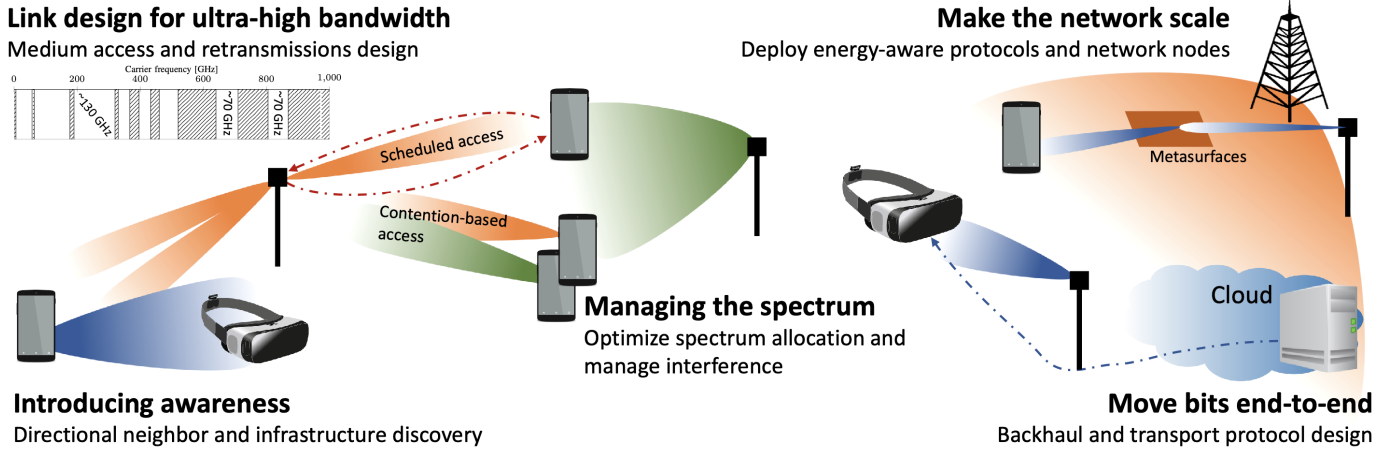 Link design for ultra-high bandwidth
Medium access and retransmissions design
Carrier frequency [GHz]
0 200 400 600 800 1,000
~130 GHz
~70 GHz
~70 GHz
Scheduled access
Contention-based
access
Managing the spectrum
Optimize spectrum allocation and
manage interference
Introducing awareness
Directional neighbor and infrastructure discovery
Make the network scale
Deploy energy-aware protocols and network nodes
Metasurfaces
Cloud
Move bits end-to-end
Backhaul and transport protocol design